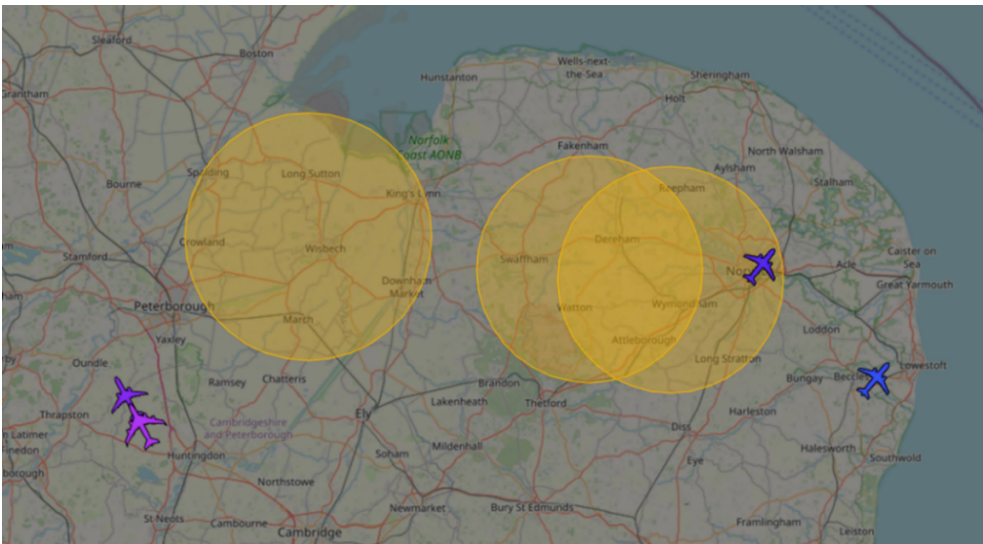 Sleaford
Boston
Wells-next-
the-Sea
Hunstanton
Sheringham
Grantham
Holt
Norfolk
Coast AONB
Fakenham
North Walsham
Aylsham
Spalding
Long Sutton
Bourne
Reepham
Stalham
King's Lynn
Crowland
Wisbech
Dereham
Stamford
Swaffham
Caister on
Sea
Acle
Downham
Market
Great Yarmouth
Peterborough
Watton
Wymondham
March
Loddon
Yaxley
Attleborough
Long Stratton
Oundle
Lowestoft
Ramsey
Chatteris
Brandon
Bungay
Beccles
Lakenheath
Thetford
Thrapston
Ely
Harleston
Cambridgeshire
and Peterborough
Diss
n Latimer
Finedon
Mildenhall
Huntingdon
Soham
Halesworth
Eye
Southwold
borough
Northstowe
Newmarket
Bury St Edmunds
St Neots
Cambourne
Cambridge
Framlingham
Leiston